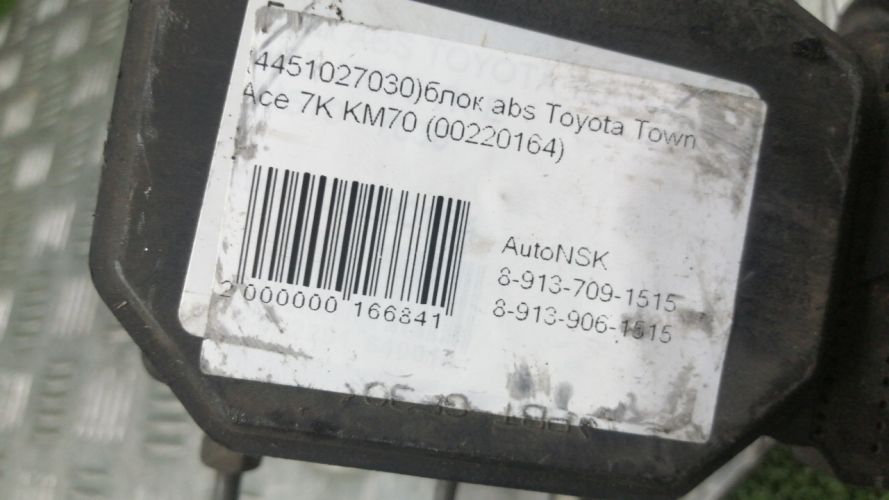 (4451027030)блок abs Toyota Town
Ace 7K KM70 (00220164)
AutoNSK
8-913-709-1515
8-913-906-1515
2 000000 166841